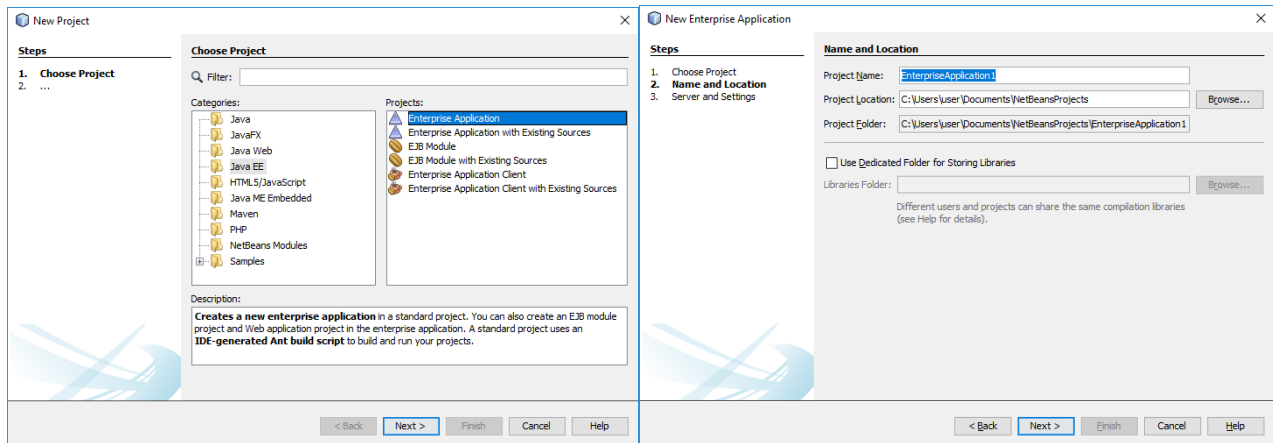 New Project
Steps
1. Choose Project
2. ...
Choose Project
Filter:
Categories:
Java
JavaFX
Java Web
Java EE
HTML5/JavaScript
Java ME Embedded
Maven
PHP
NetBeans Modules
Samples
Projects:
Enterprise Application
Enterprise Application with Existing Sources
EJB Module
EJB Module with Existing Sources
Enterprise Application Client
Enterprise Application Client with Existing Sources
Description:
Creates a new enterprise application in a standard project. You can also create an EJB module
project and Web application project in the enterprise application. A standard project uses an
IDE-generated Ant build script to build and run your projects.
< Back Next > Finish Cancel Help
New Enterprise Application
Steps
1. Choose Project
2. Name and Location
3. Server and Settings
Name and Location
Project Name: EnterpriseApplication1
Project Location: C:\Users\user\Documents\NetBeansProjects Browse...
Project Folder: C:\Users\user\Documents\NetBeansProjects\EnterpriseApplication1
Use Dedicated Folder for Storing Libraries
Libraries Folder: Browse...
Different users and projects can share the same compilation libraries
(see Help for details).
< Back Next > Finish Cancel Help